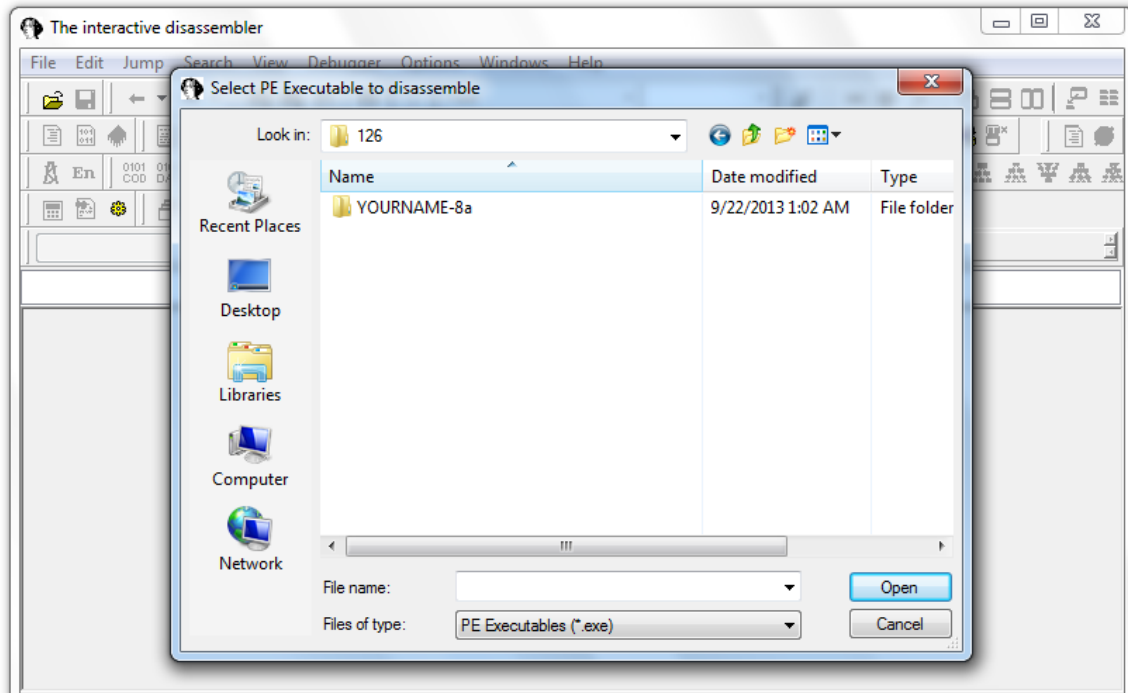 The interactive disassembler
File Edit Jump Search View Debugger Options Windows Help
Select PE Executable to disassemble
Look in: 126
En
0101
COD
Name Date modified Type
YOURNAME-8a 9/22/2013 1:02 AM File folder
Recent Places
Desktop
Libraries
Computer
Network
File name: Open
Files of type: PE Executables (*.exe) Cancel